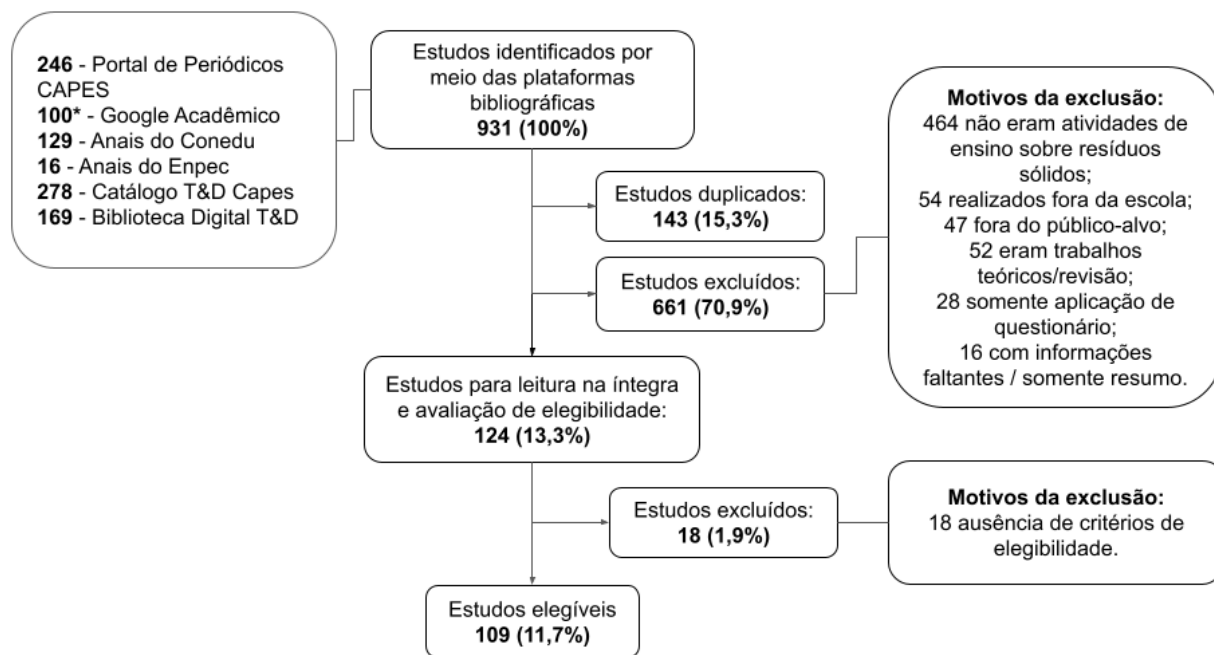 246 - Portal de Periódicos
CAPES
100* - Google Acadêmico
129 - Anais do Conedu
16 - Anais do Enpec
278 - Catálogo T&D Capes
169 - Biblioteca Digital T&D
Estudos identificados por
meio das plataformas
bibliográficas
931 (100%)
Estudos duplicados:
143 (15,3%)
Estudos excluídos:
661 (70,9%)
Motivos da exclusão:
464 não eram atividades de
ensino sobre resíduos
sólidos;
54 realizados fora da escola;
47 fora do público-alvo;
52 eram trabalhos
teóricos/revisão;
28 somente aplicação de
questionário;
16 com informações
faltantes / somente resumo.
Estudos para leitura na íntegra
e avaliação de elegibilidade:
124 (13,3%)
Estudos excluídos:
18 (1,9%)
Motivos da exclusão:
18 ausência de critérios de
elegibilidade.
Estudos elegíveis
109 (11,7%)